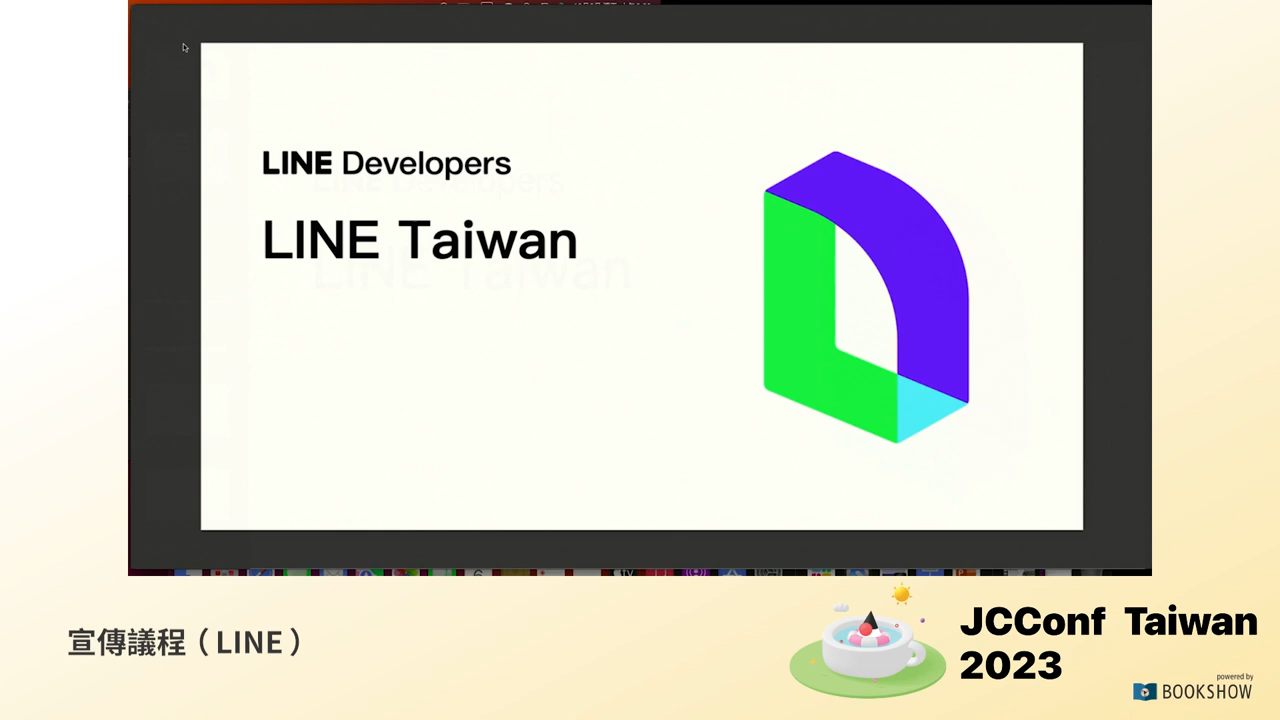 LINE Developers
LINE Taiwan
宣傳議程（LINE）
JCConf Taiwan
2023
powered by
BOOKSHOW